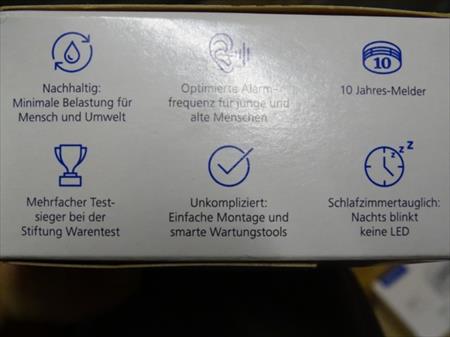 Nachhaltig:
Minimale Belastung für
Mensch und Umwelt
Optimierte Alarm-
frequenz für junge und
alte Menschen
10
10 Jahres-Melder
Mehrfacher Test-
sieger bei der
Stiftung Warentest
Unkompliziert:
Einfache Montage und
smarte Wartungstools
z z z
Schlafzimmertauglich:
Nachts blinkt
keine LED